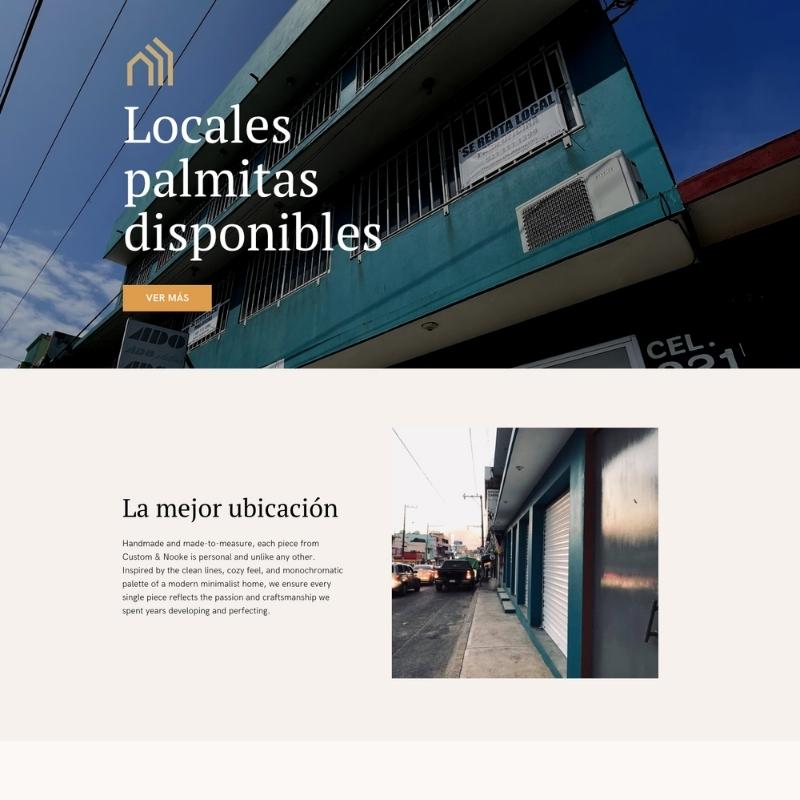 Locales
palmitas
disponibles
SE RENTA LOCAL
VER MÁS
ADO
CEL.
La mejor ubicación
Handmade and made-to-measure, each piece from
Custom & Nooke is personal and unlike any other.
Inspired by the clean lines, cozy feel, and monochromatic
palette of a modern minimalist home, we ensure every
single piece reflects the passion and craftsmanship we
spent years developing and perfecting.